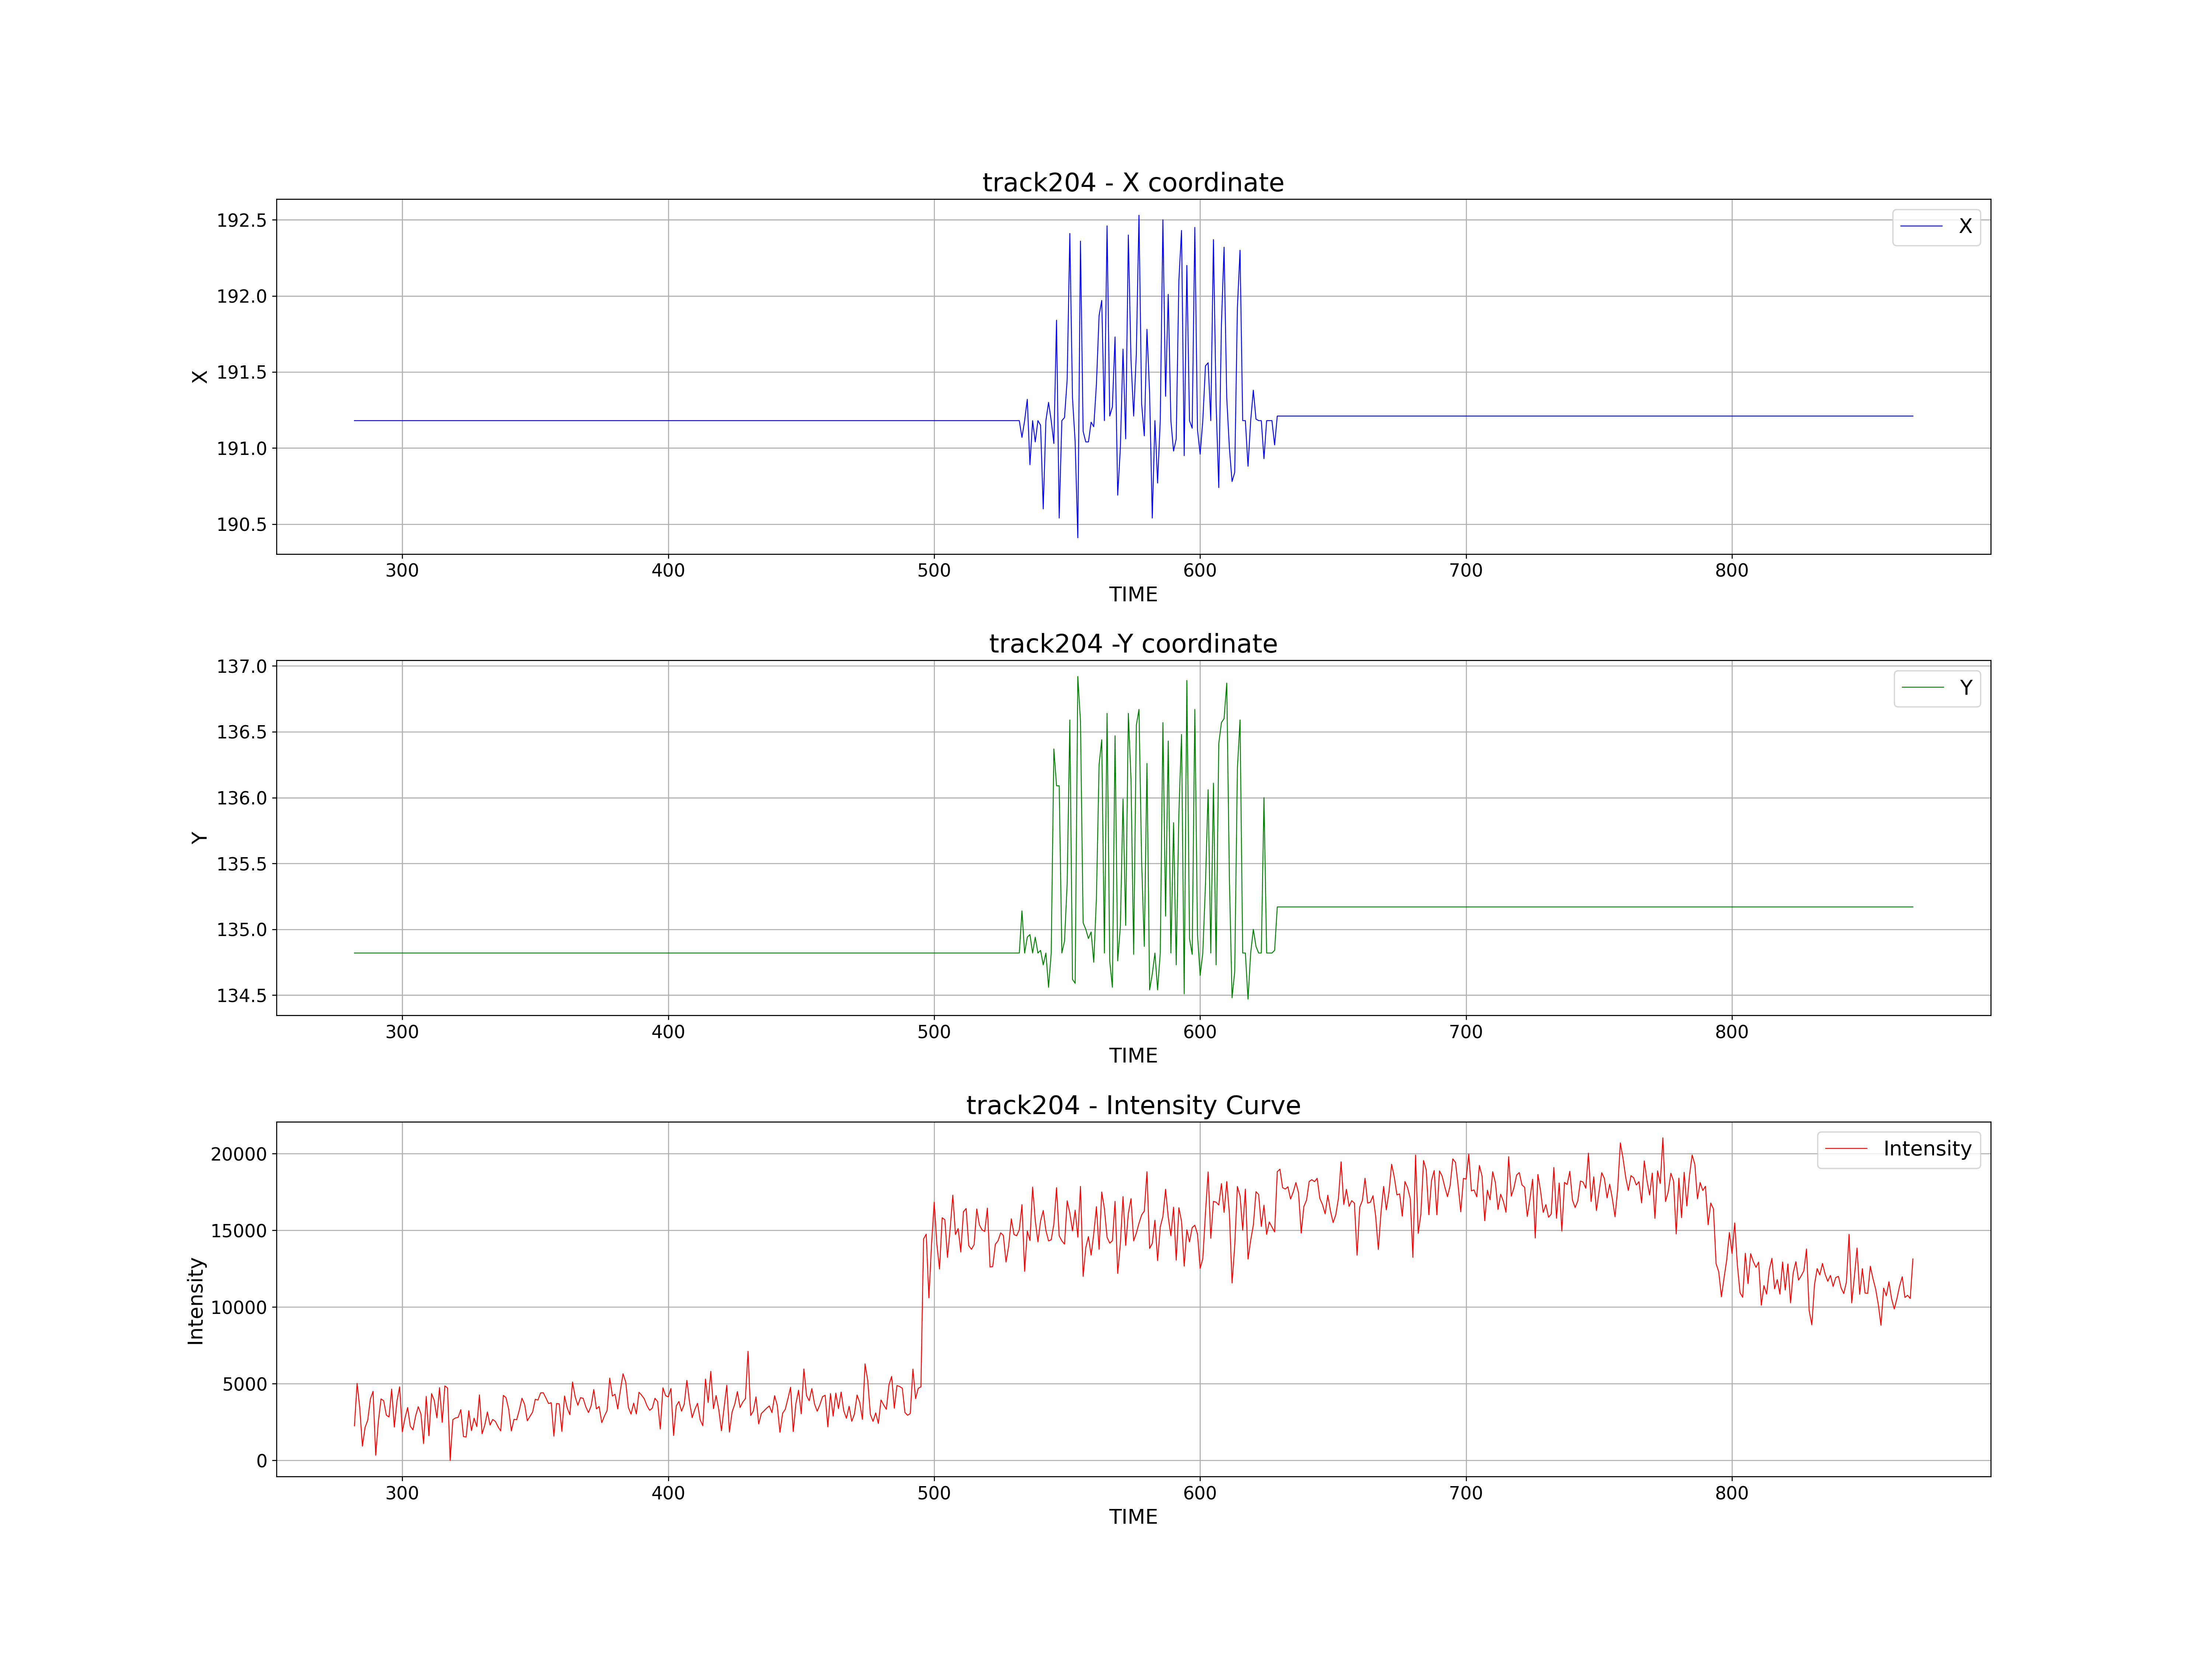 track204 - X coordinate
X
192.5
192.0
191.5
191.0
190.5
X
300 400 500 600 700 800
TIME
track204 -Y coordinate
Y
137.0
136.5
136.0
135.5
135.0
134.5
Y
300 400 500 600 700 800
TIME
track204 - Intensity Curve
Intensity
20000
15000
10000
5000
0
Intensity
300 400 500 600 700 800
TIME